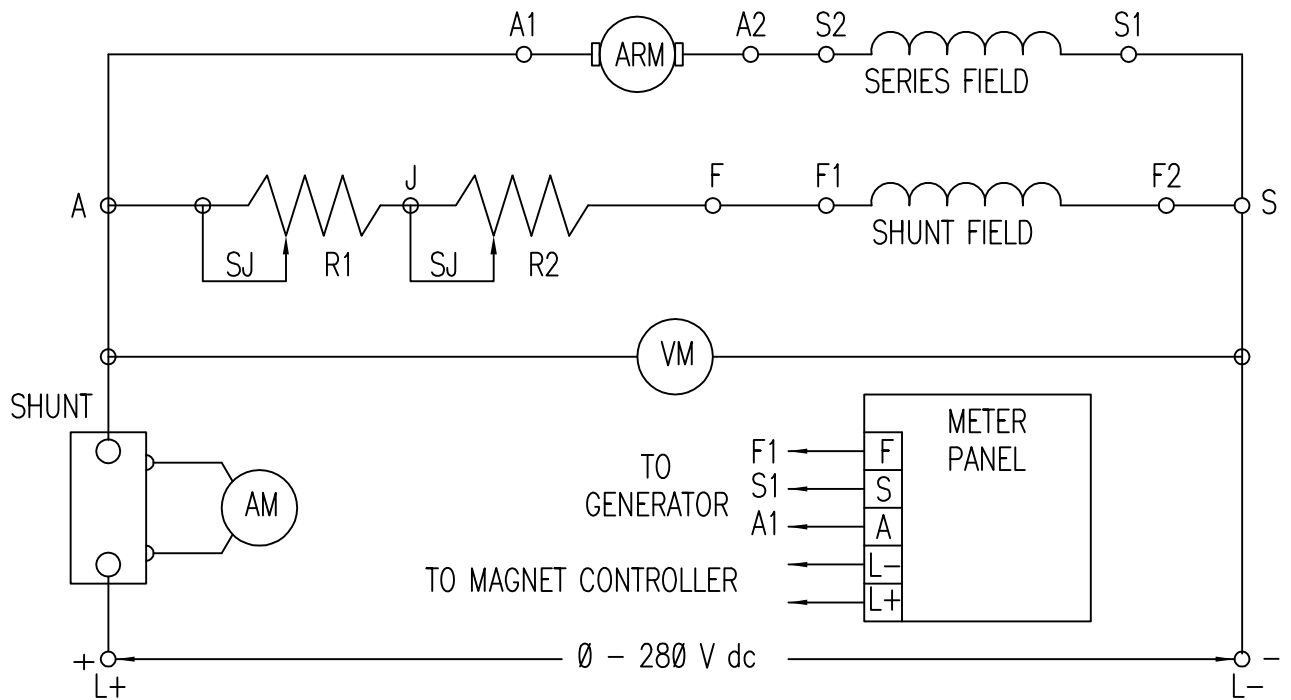 A1 A2 S2 S1
ARM
SERIES FIELD
A J F F1 F2 S
SJ R1 SJ R2 SHUNT FIELD
VM
SHUNT
METER
PANEL
F1 F
TO
GENERATOR
S1 S
AM
A1 A
TO MAGNET CONTROLLER
L-
L+
+ Ø - 28Ø V dc -
L+ L-